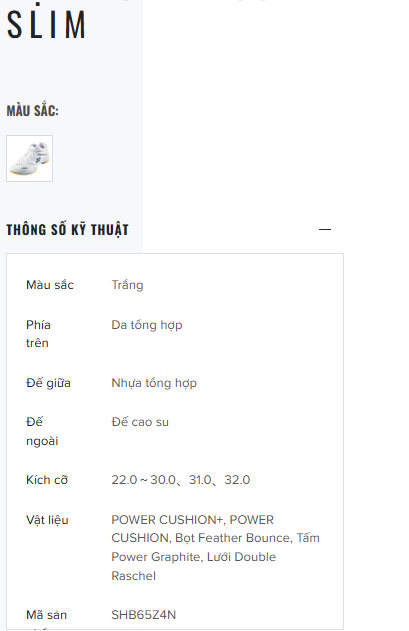 SLIM
MÀU SẮC:
THÔNG SỐ KỸ THUẬT
Màu sắc Trắng
Phía Da tổng hợp
trên
Đế giữa Nhựa tổng hợp
Đế Đế cao su
ngoài
Kích cỡ 22.0 ~ 30.0、31.0、32.0
Vật liệu POWER CUSHION+, POWER
CUSHION, Bọt Feather Bounce, Tấm
Power Graphite, Lưới Double
Raschel
Mã sản SHB65Z4N